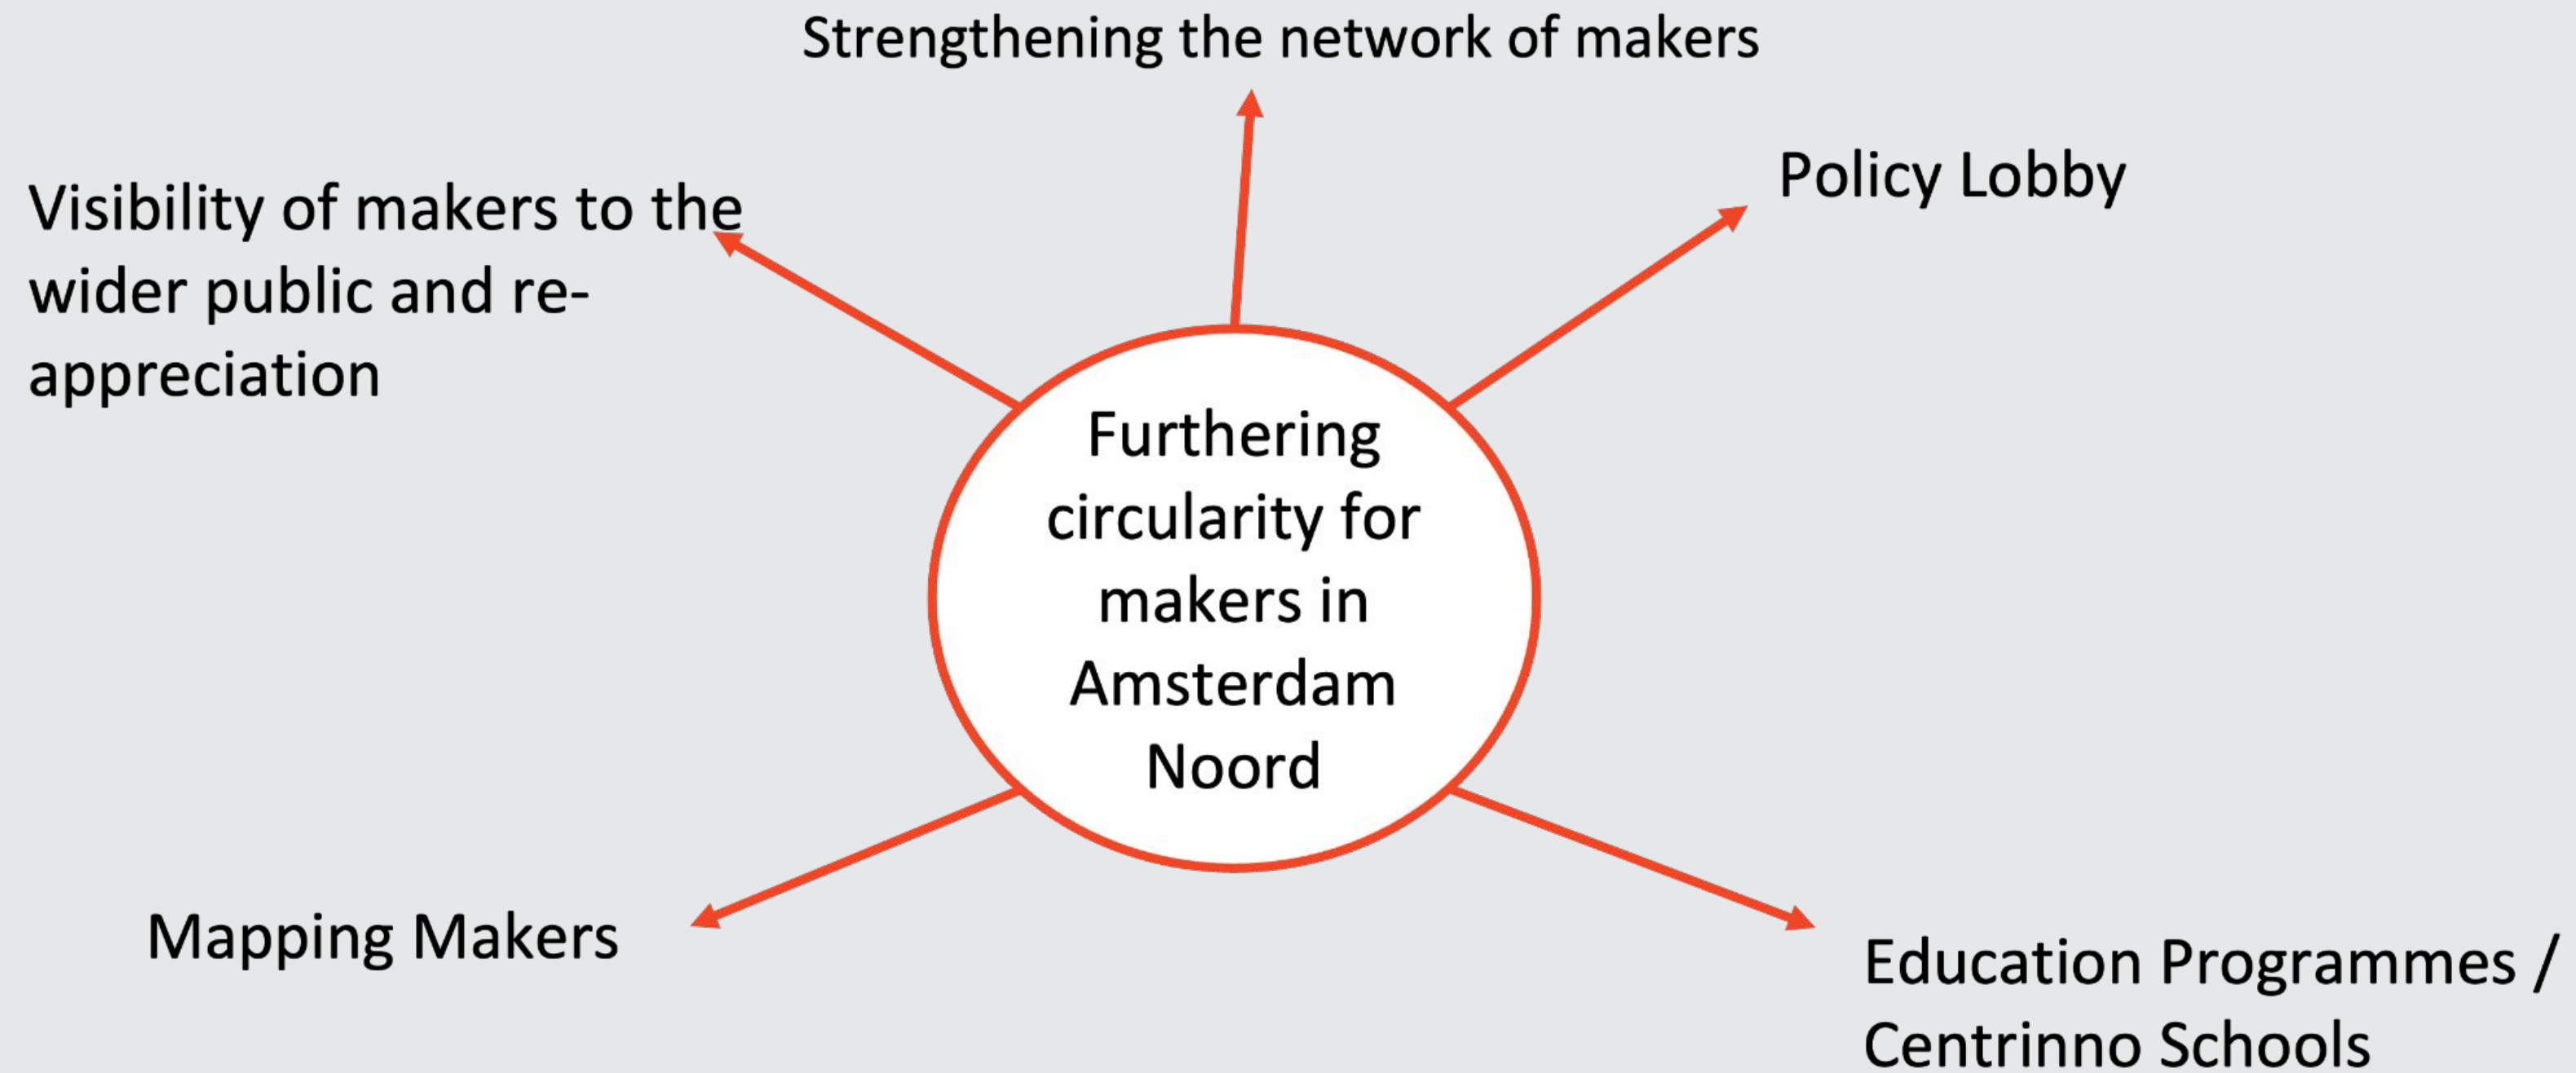 Strengthening the network of makers
Visibility of makers to the
wider public and re-
appreciation
Policy Lobby
Furthering
circularity for
makers in
Amsterdam
Noord
Mapping Makers
Education Programmes /
Centrinno Schools